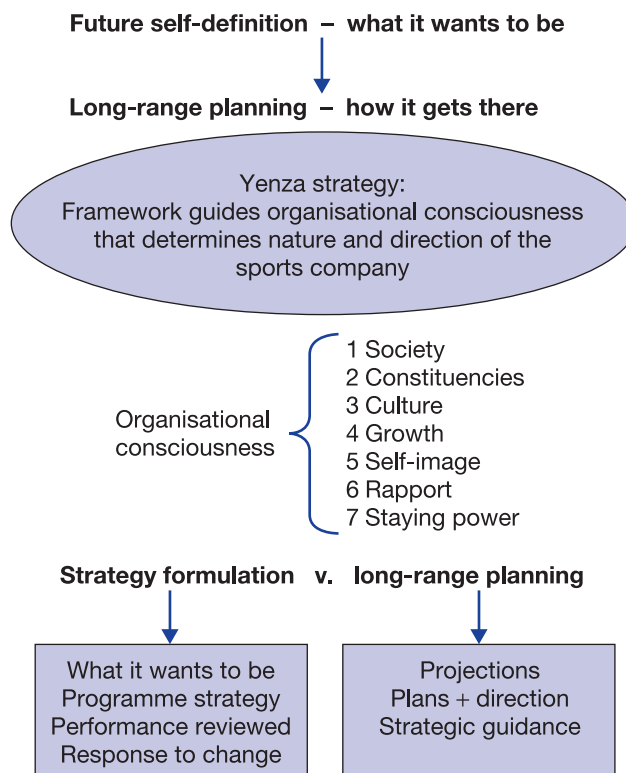 Future self-definition – what it wants to be
Long-range planning – how it gets there
Yenza strategy:
Framework guides organisational consciousness
that determines nature and direction of the
sports company
Organisational
consciousness
1 Society
2 Constituencies
3 Culture
4 Growth
5 Self-image
6 Rapport
7 Staying power
Strategy formulation v. long-range planning
What it wants to be
Programme strategy
Performance reviewed
Response to change
Projections
Plans + direction
Strategic guidance